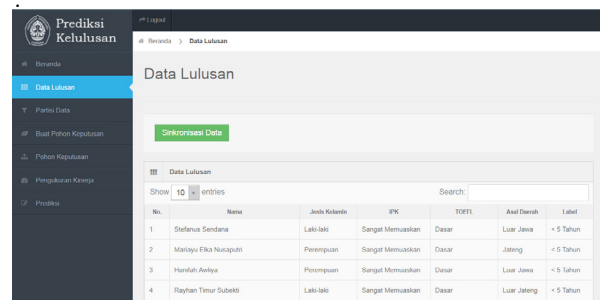 Prediksi
Kelulusan
Logout
Beranda > Data Lulusan
Beranda
Data Lulusan
Partisi Data
Buat Pohon Keputusan
Pohon Keputusan
Pengukuran Kinerja
Prediksi
Data Lulusan
Sinkronisasi Data
Data Lulusan
Show 10 entries Search:
No. Nama Jenis Kelamin IPK TOEFL Asal Daerah Label
1 Stefanus Sendana Laki-laki Sangat Memuaskan Dasar Luar Jawa < 5 Tahun
2 Mariayu Elka Nusaputri Perempuan Sangat Memuaskan Dasar Jateng < 5 Tahun
3 Hanifah Awliya Perempuan Sangat Memuaskan Dasar Luar Jawa < 5 Tahun
4 Rayhan Timur Subekti Laki-laki Sangat Memuaskan Dasar Luar Jateng < 5 Tahun